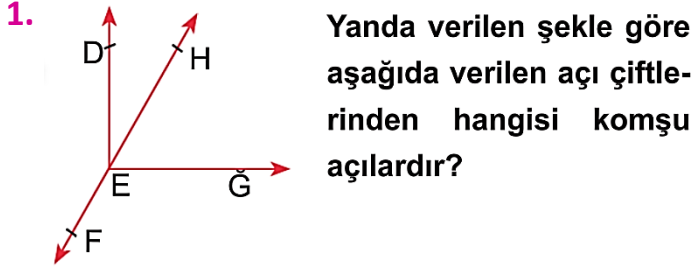 1.
Yanda verilen şekle göre
aşağıda verilen açı çiftle-
rinden hangisi komşu
açılardır?
D
H
E
Ğ
F